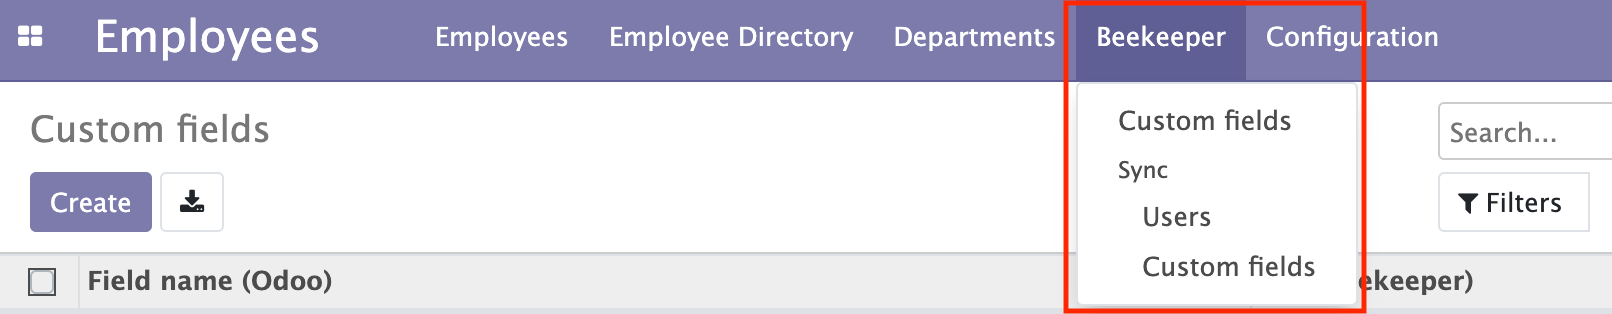 Employees Employees Employee Directory Departments Beekeeper Configuration
Custom fields
Create
Custom fields
Sync
Users
Custom fields
Search...
Filters
Field name (Odoo)
ekeeper)